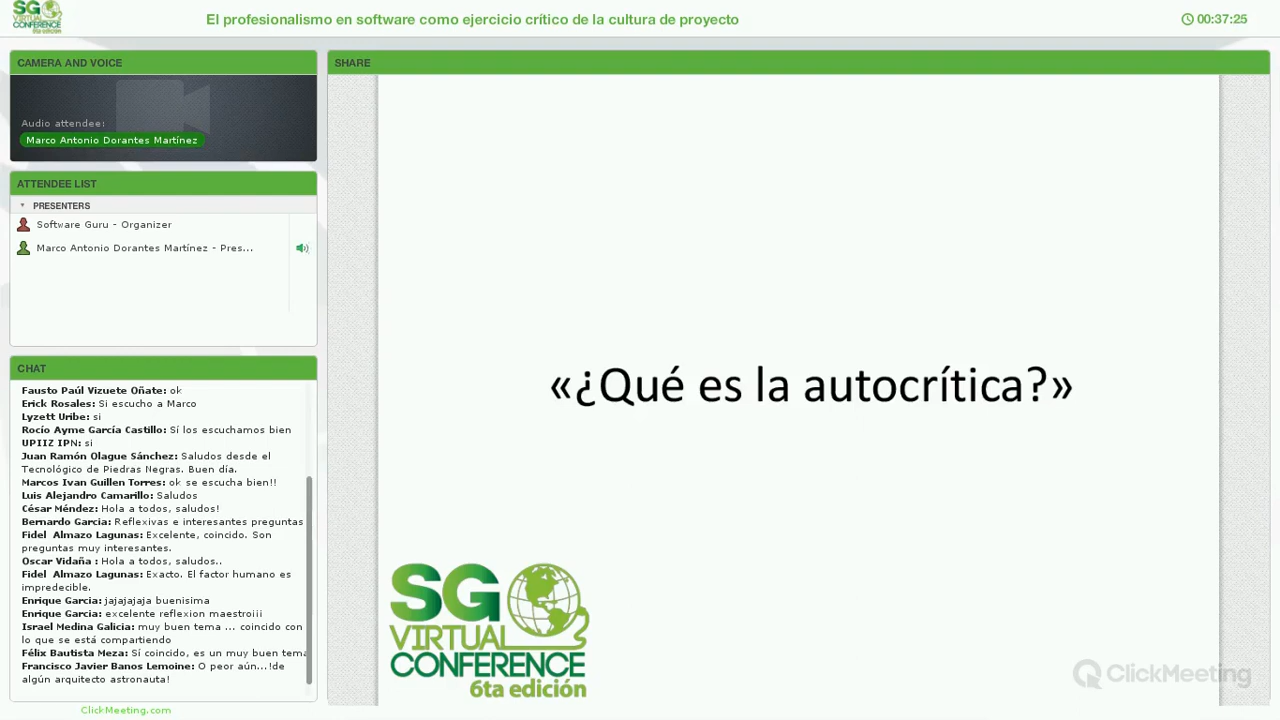 SG
VIRTUAL
CONFERENCE
6ta edición
El profesionalismo en software como ejercicio crítico de la cultura de proyecto
00:37:25
CAMERA AND VOICE
Audio attendee:
Marco Antonio Dorantes Martínez
ATTENDEE LIST
PRESENTERS
Software Guru - Organizer
Marco Antonio Dorantes Martínez - Pres...
CHAT
Fausto Paúl Vizuete Oñate: ok
Erick Rosales: Si escucho a Marco
Lyzett Uribe: si
Rocío Ayme García Castillo: Sí los escuchamos bien
UPIIZ IPN: si
Juan Ramón Olague Sánchez: Saludos desde el
Tecnológico de Piedras Negras. Buen día.
Marcos Ivan Guillen Torres: ok se escucha bien!!
Luis Alejandro Camarillo: Saludos
César Méndez: Hola a todos, saludos!
Bernardo Garcia: Reflexivas e interesantes preguntas
Fidel Almazo Lagunas: Excelente, coincido. Son
preguntas muy interesantes.
Oscar Vidaña : Hola a todos, saludos..
Fidel Almazo Lagunas: Exacto. El factor humano es
impredecible.
Enrique Garcia: jajajajaja buenisima
Enrique Garcia: excelente reflexion maestroiii
Israel Medina Galicia: muy buen tema ... coincido con
lo que se está compartiendo
Félix Bautista Meza: Sí coincido, es un muy buen tema
Francisco Javier Banos Lemoine: O peor aún...!de
algún arquitecto astronauta!
ClickMeeting.com
SHARE
«¿Qué es la autocrítica?»
SG
VIRTUAL
CONFERENCE
6ta edición
ClickMeeting